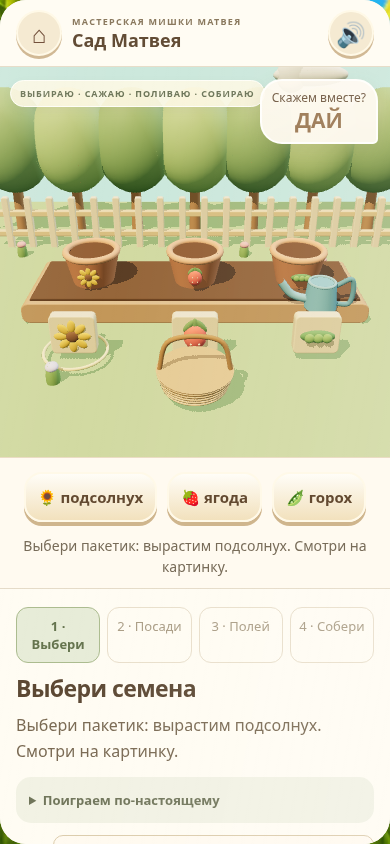 МАСТЕРСКАЯ МИШКИ МАТВЕЯ
Сад Матвея
ВЫБИРАЮ · САЖАЮ · ПОЛИВАЮ · СОБИРАЮ
Скажем вместе?
ДАЙ
подсолнух
ягода
горох
Выбери пакетик: вырастим подсолнух. Смотри на
картинку.
1 ·
Выбери
2 · Посади
3 · Полей
4 · Собери
Выбери семена
Выбери пакетик: вырастим подсолнух.
Смотри на картинку.
Поиграем по-настоящему